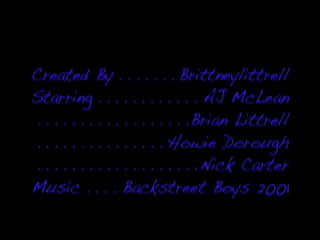 Created By ....... Brittneylittrell
Starring ............ AJ McLean
.................. Brian Littrell
............... Howie Dorough
................... Nick Carter
Music .... Backstreet Boys 2001